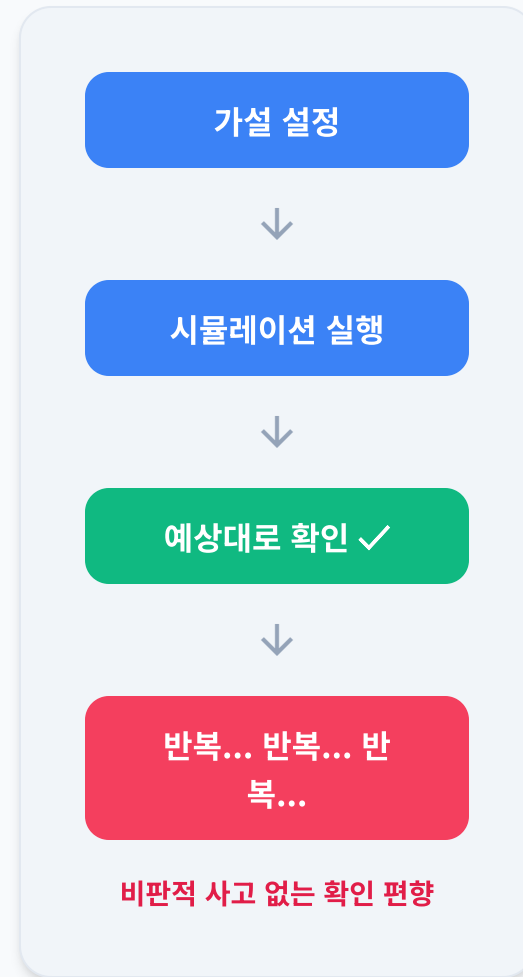 가설 설정
시뮬레이션 실행
예상대로 확인 ✓
반복... 반복... 반
복...
비판적 사고 없는 확인 편향